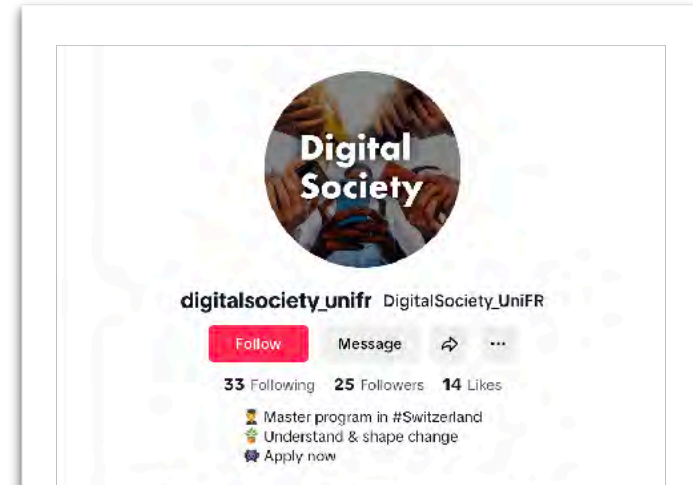 Digital
Society
digitalsociety_unifr DigitalSociety_UniFR
Follow Message
33 Following 25 Followers 14 Likes
Master program in #Switzerland
Understand & shape change
Apply now